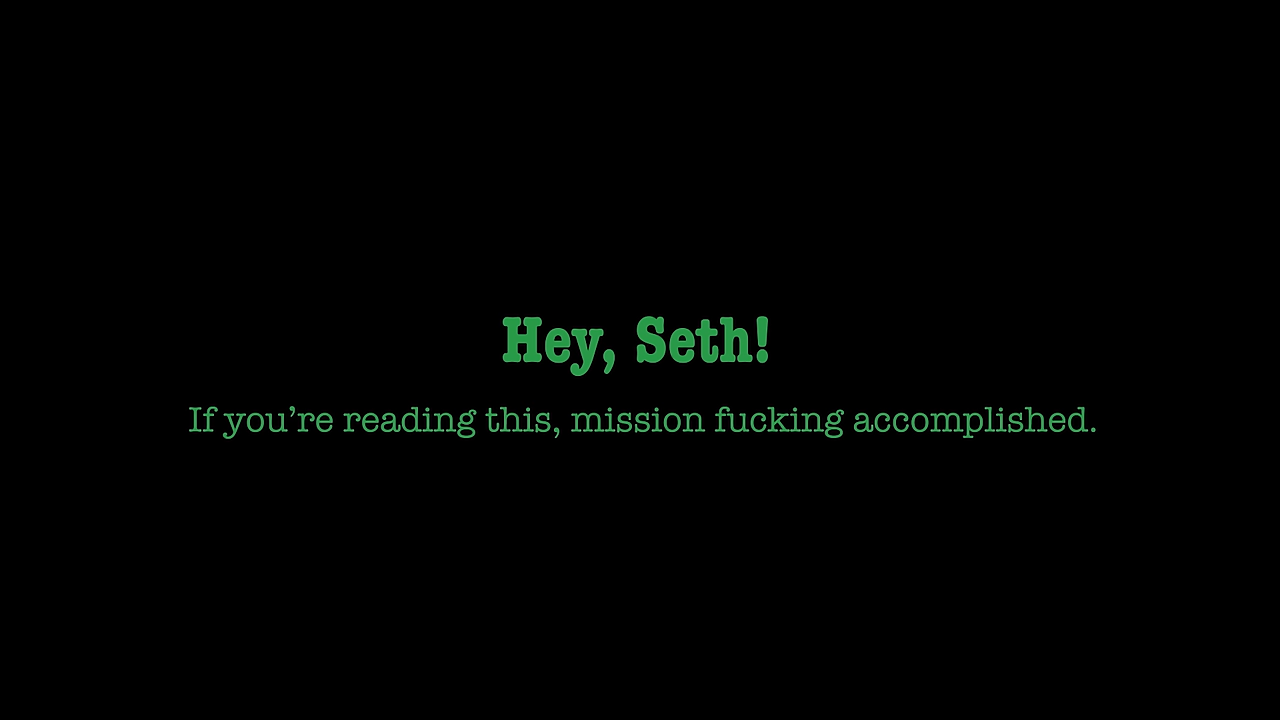 Hey, Seth!
If you’re reading this, mission fucking accomplished.